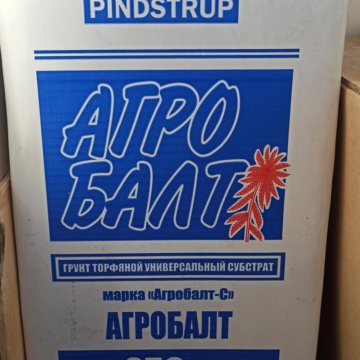 PINDSTRUP
АГРО
БАЛТ
ГРУНТ ТОРФЯНОЙ УНИВЕРСАЛЬНЫЙ СУБСТРАТ
марка «Агробалт-С»
АГРОБАЛТ